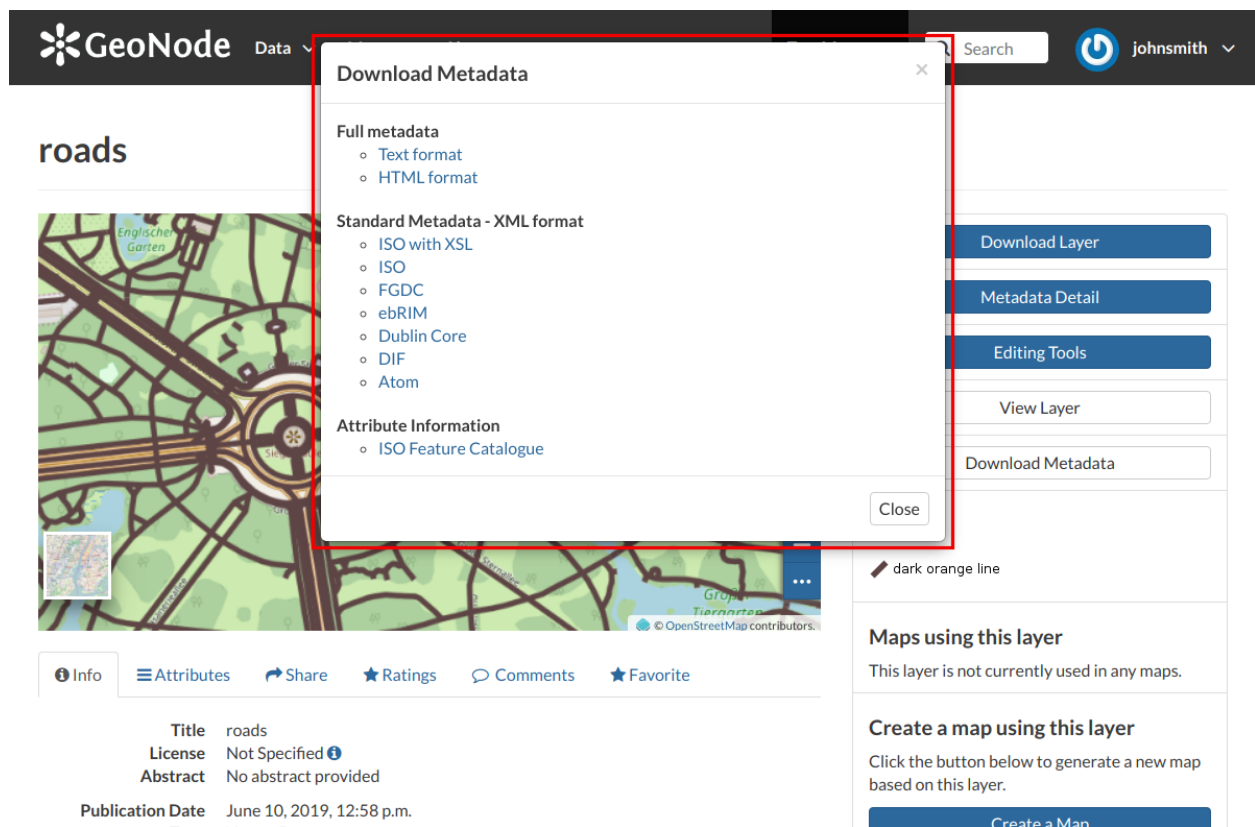 GeoNode
Data
Search
johnsmith
Download Metadata
×
Full metadata
Text format
HTML format
Standard Metadata - XML format
ISO with XSL
ISO
FGDC
ebRIM
Dublin Core
DIF
Atom
Attribute Information
ISO Feature Catalogue
Close
roads
Englischer
Garten
© OpenStreetMap contributors.
Download Layer
Metadata Detail
Editing Tools
View Layer
Download Metadata
dark orange line
Maps using this layer
This layer is not currently used in any maps.
Create a map using this layer
Click the button below to generate a new map
based on this layer.
Create a Map
Info
Attributes
Share
Ratings
Comments
Favorite
Title roads
License Not Specified
Abstract No abstract provided
Publication Date June 10, 2019, 12:58 p.m.